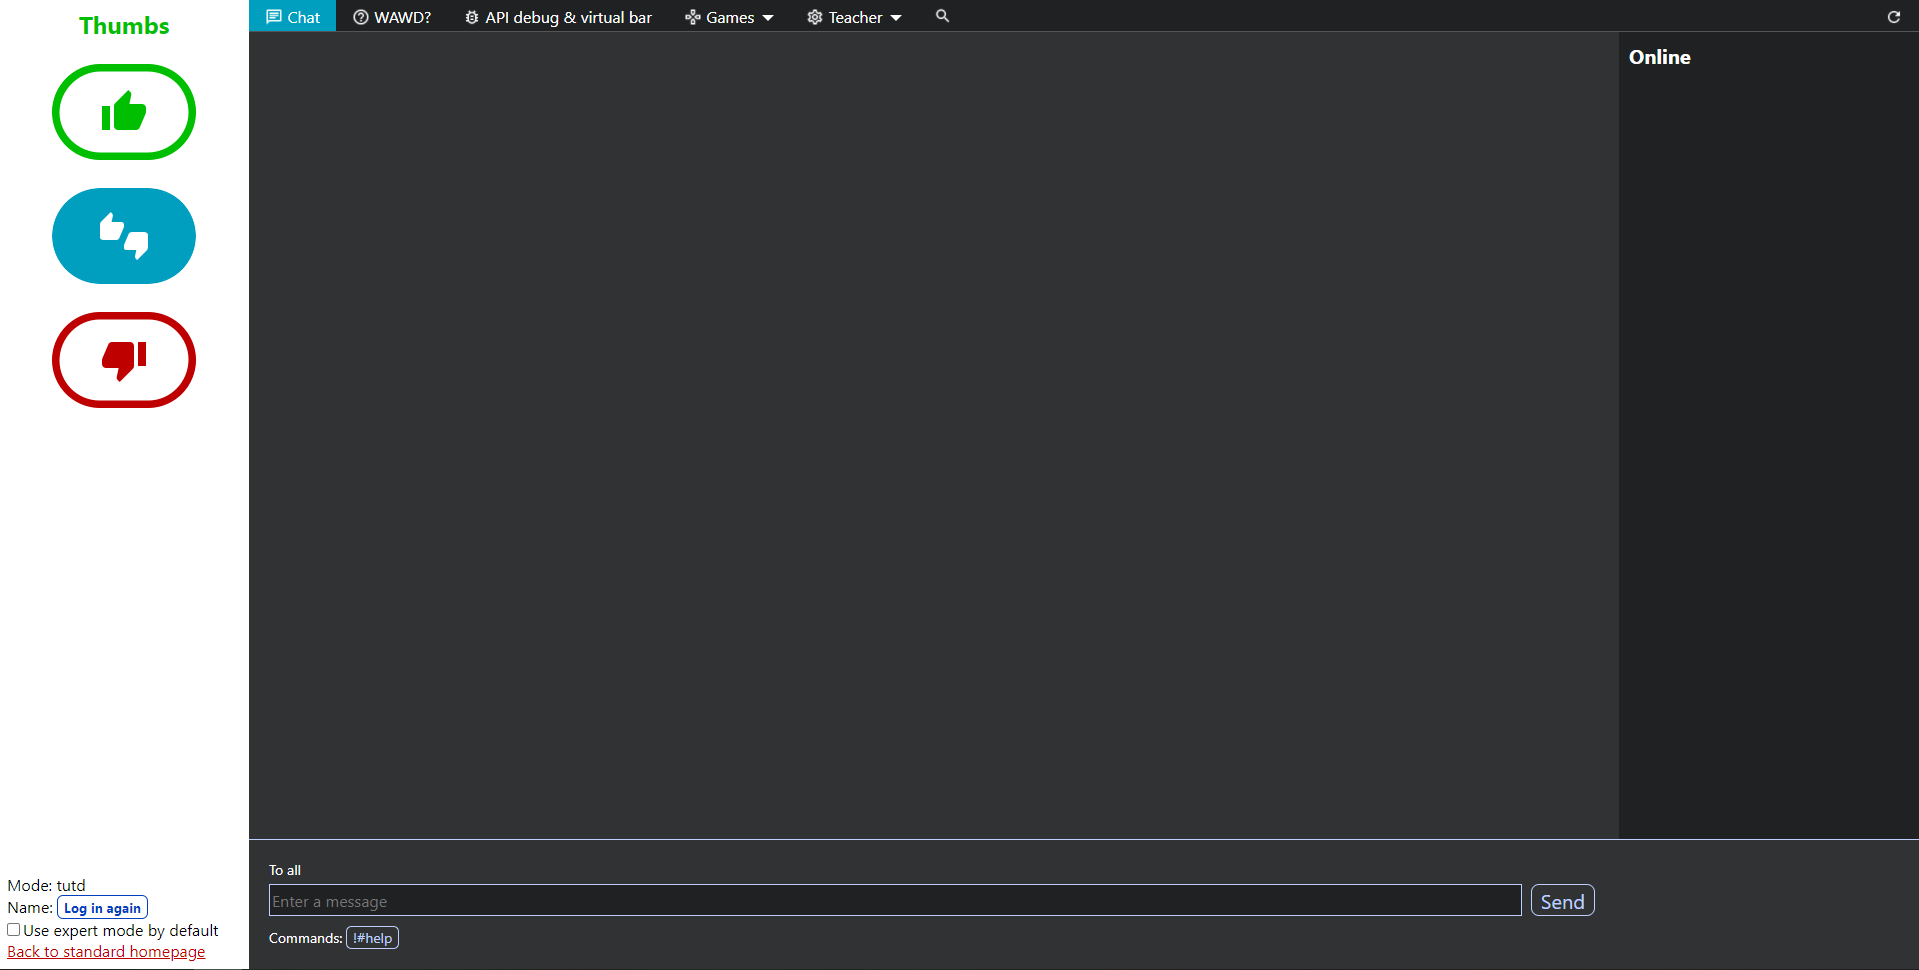 Thumbs
Chat WAWD? API debug & virtual bar Games Teacher
Online
Mode: tutd
Name: Log in again
Use expert mode by default
Back to standard homepage
To all
Enter a message Send
Commands: !#help